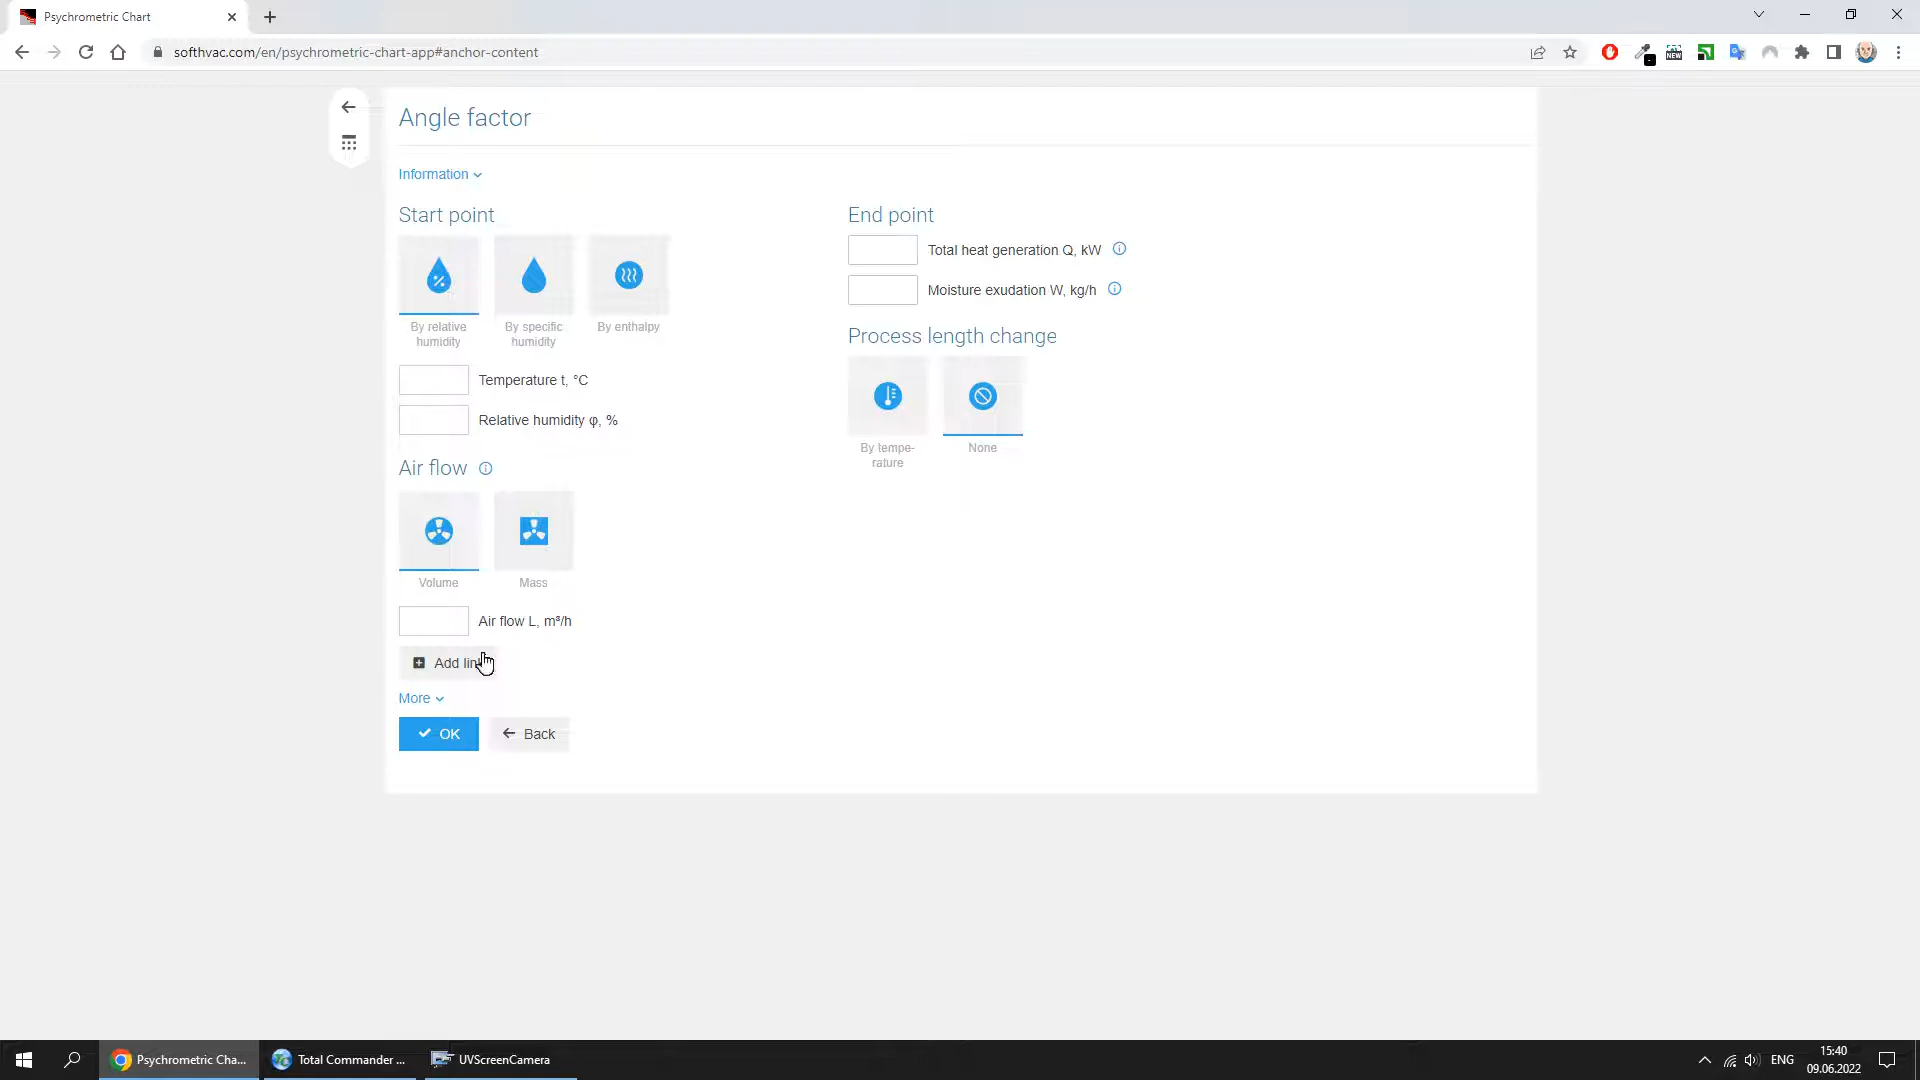 Psychrometric Chart
softhvac.com/en/psychrometric-chart-app#anchor-content
NEW
Angle factor
Information
Start point
By relative
humidity
By specific
humidity
By enthalpy
Temperature t, °C
Relative humidity φ, %
Air flow
Volume
Mass
Air flow L, m³/h
Add lin
More
OK
Back
End point
Total heat generation Q, kW
Moisture exudation W, kg/h
Process length change
By tempe-
rature
None
Psychrometric Cha...
Total Commander ...
UVScreenCamera
ENG
15:40
09.06.2022